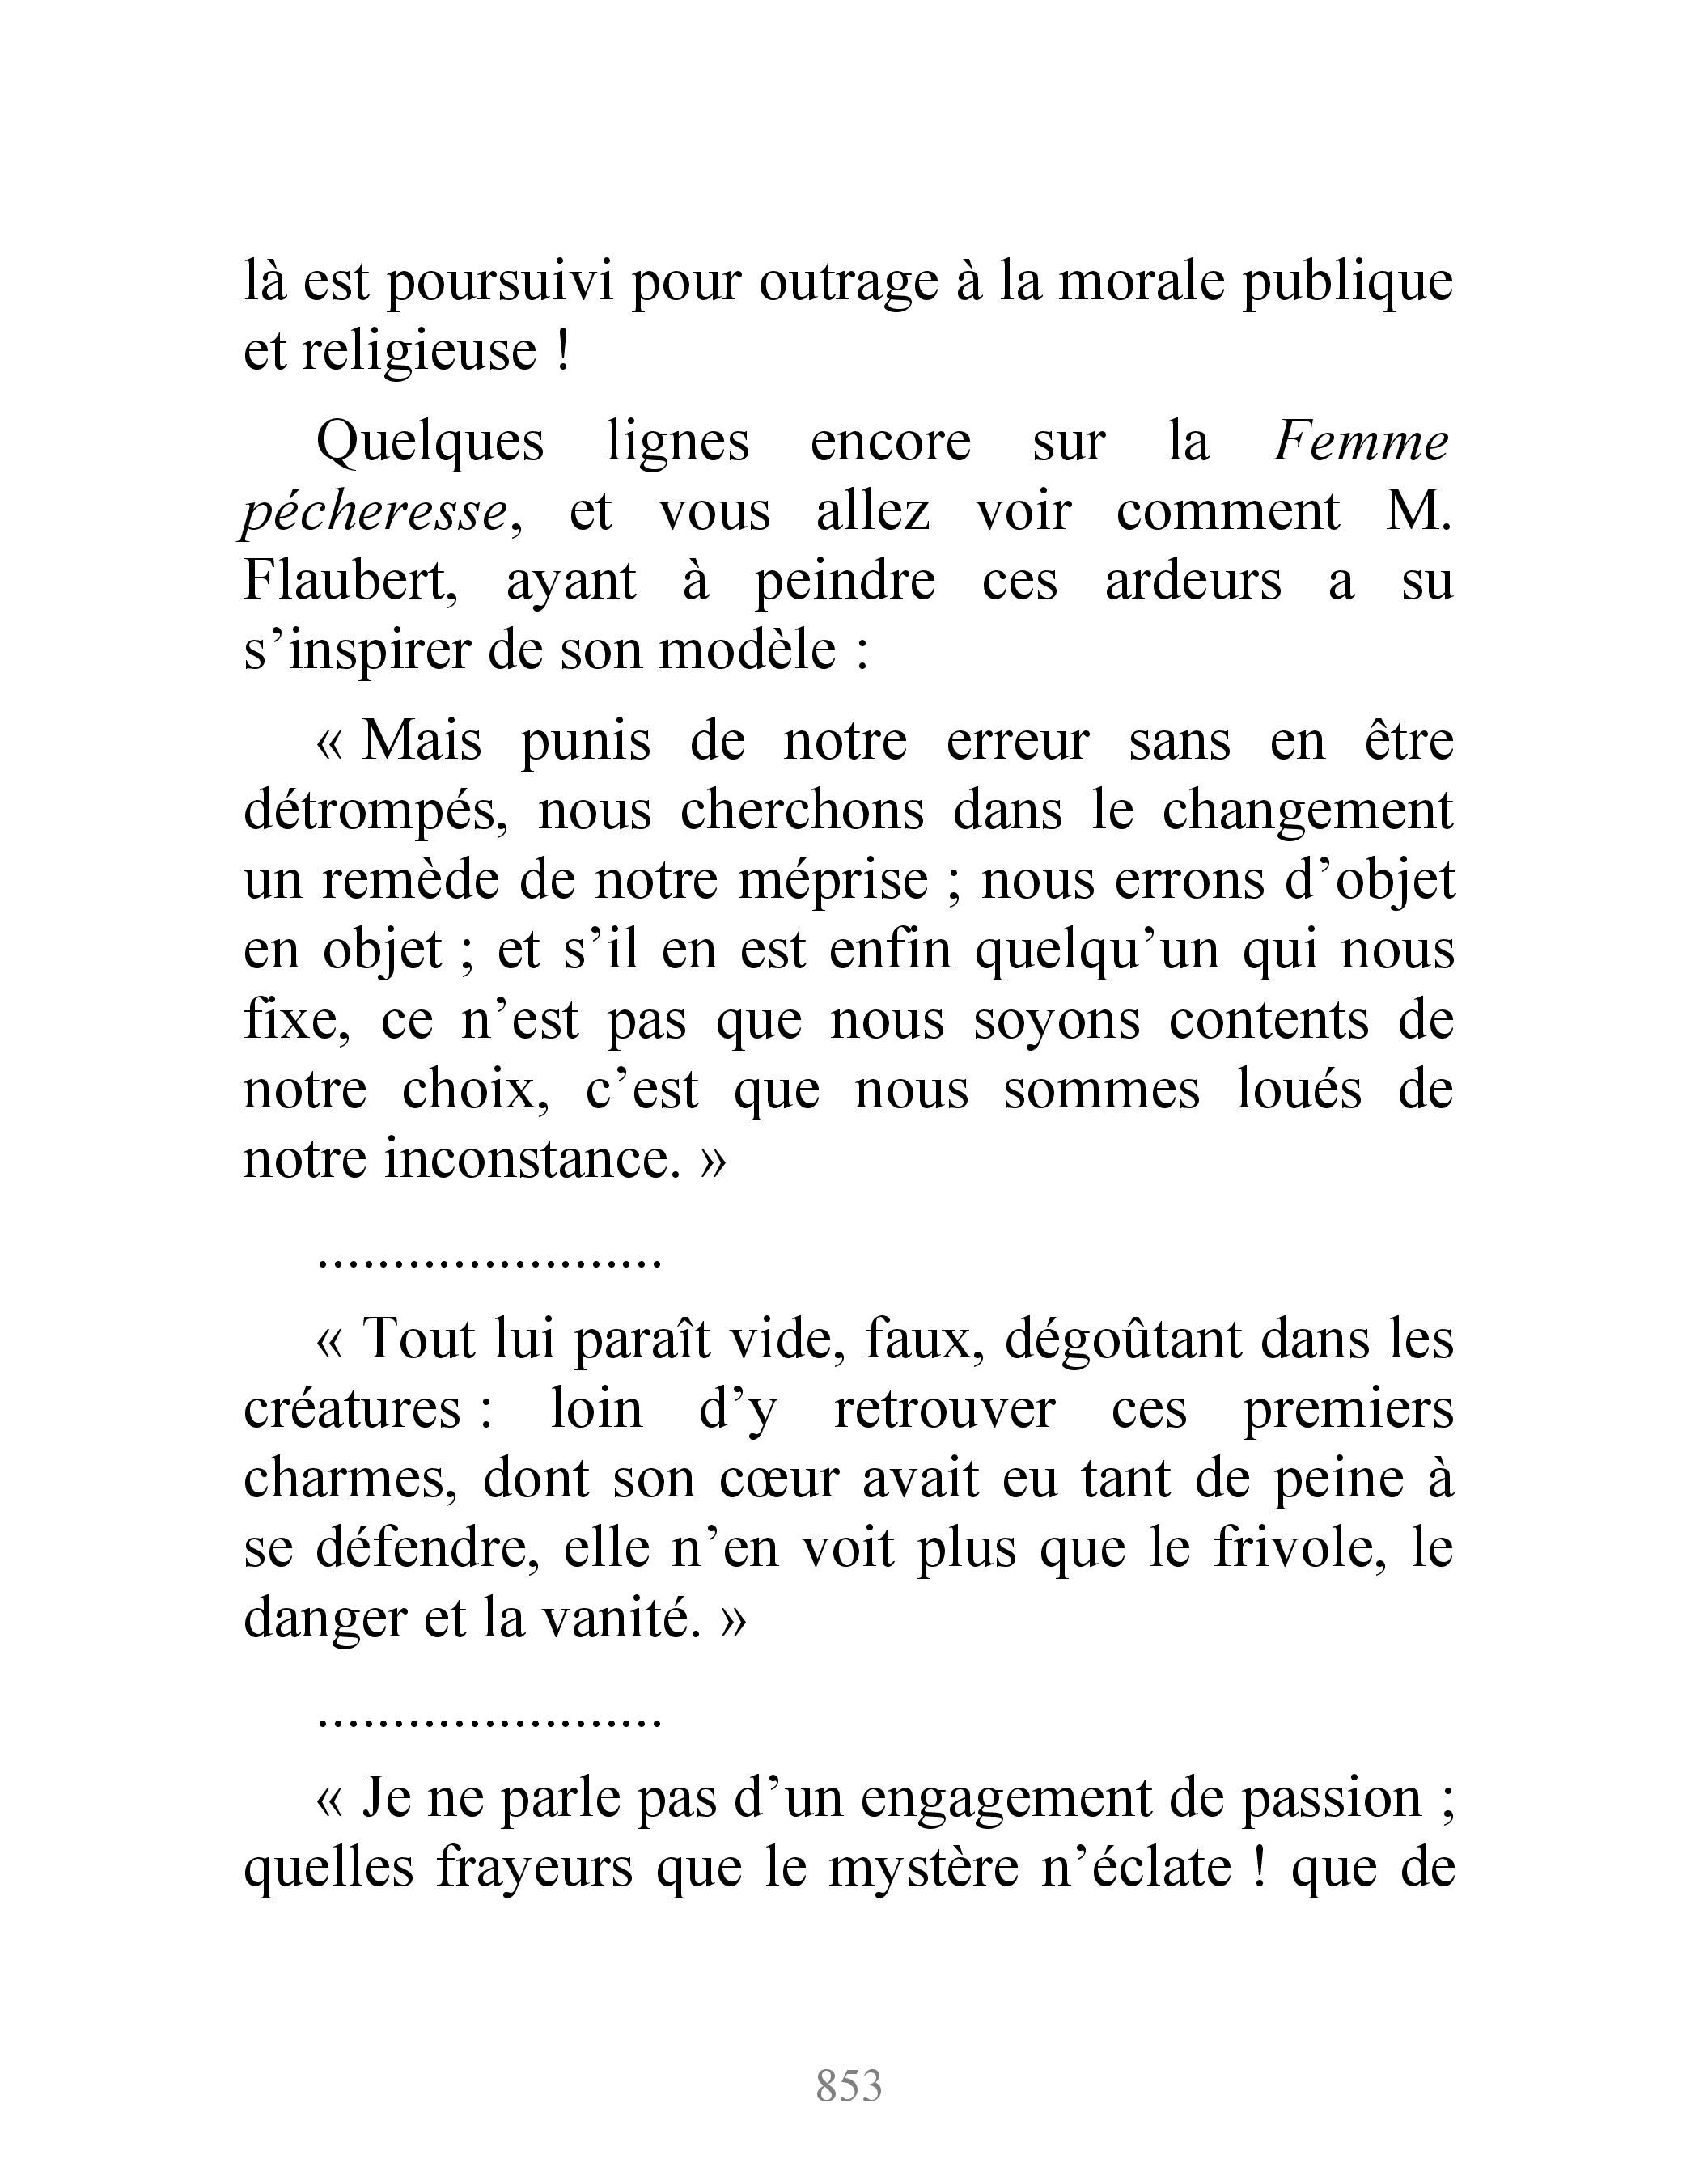 là est poursuivi pour outrage à la morale publique
et religieuse !
Quelques lignes encore sur la Femme
pécheresse, et vous allez voir comment M.
Flaubert, ayant à peindre ces ardeurs a su
s’inspirer de son modèle :
« Mais punis de notre erreur sans en être
détrompés, nous cherchons dans le changement
un remède de notre méprise ; nous errons d’objet
en objet ; et s’il en est enfin quelqu’un qui nous
fixe, ce n’est pas que nous soyons contents de
notre choix, c’est que nous sommes loués de
notre inconstance. »
.......................
« Tout lui paraît vide, faux, dégoûtant dans les
créatures : loin d’y retrouver ces premiers
charmes, dont son cœur avait eu tant de peine à
se défendre, elle n’en voit plus que le frivole, le
danger et la vanité. »
.......................
« Je ne parle pas d’un engagement de passion ;
quelles frayeurs que le mystère n’éclate ! que de
853